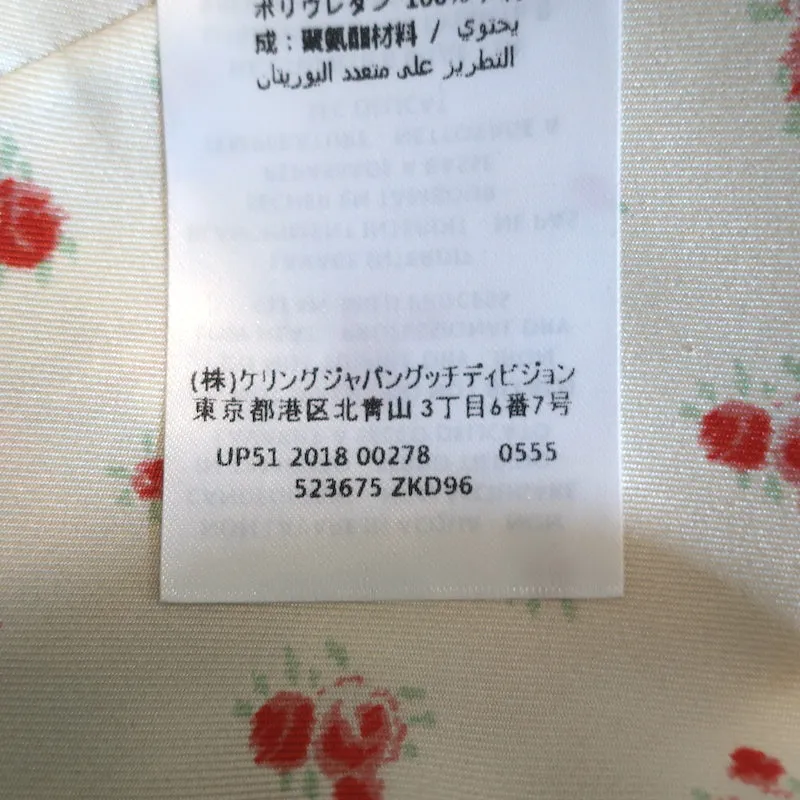 ポリウレタン 100%
成：聚氨酯材料 / يحتوي
التطريز على متعدد اليوريتان
(株)ケリングジャパングッチディビジョン
東京都港区北青山 3丁目6番7号
UP51 2018 00278 0555
523675 ZKD96